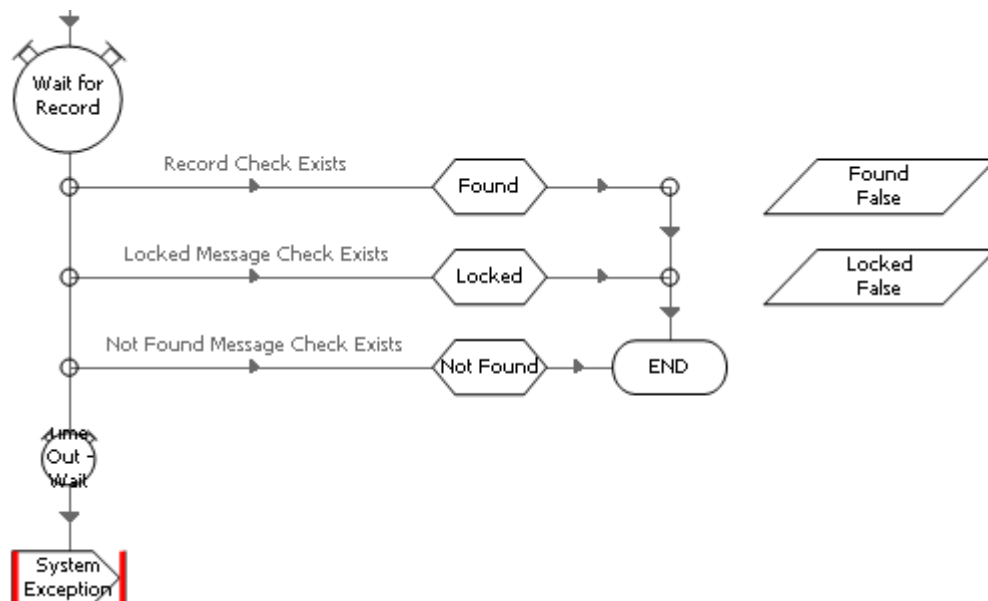 Wait for
Record
Record Check Exists
Found
Found
False
Locked Message Check Exists
Locked
Locked
False
Not Found Message Check Exists
Not Found
END
Time
Out -
Wait
System
Exception